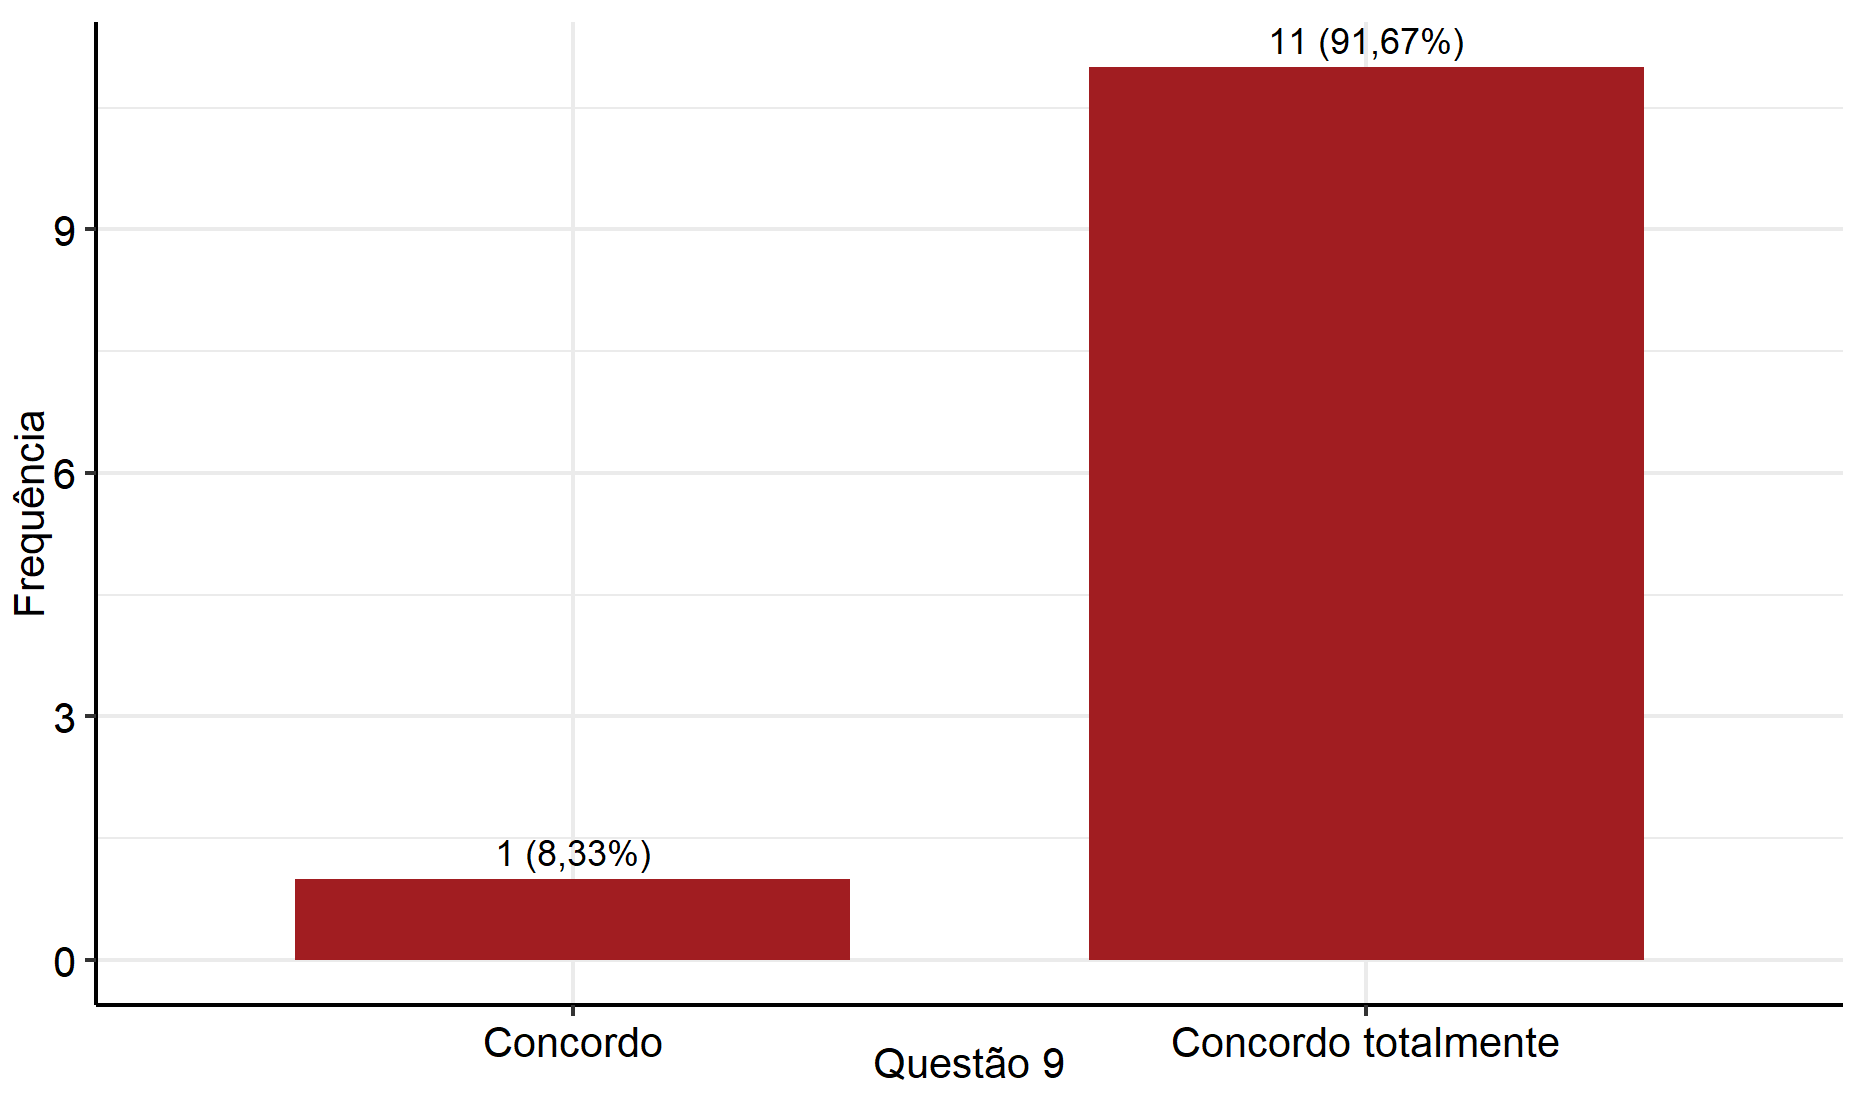 11 (91,67%)
9
6
3
0
Frequência
1 (8,33%)
Concordo
Concordo totalmente
Questão 9